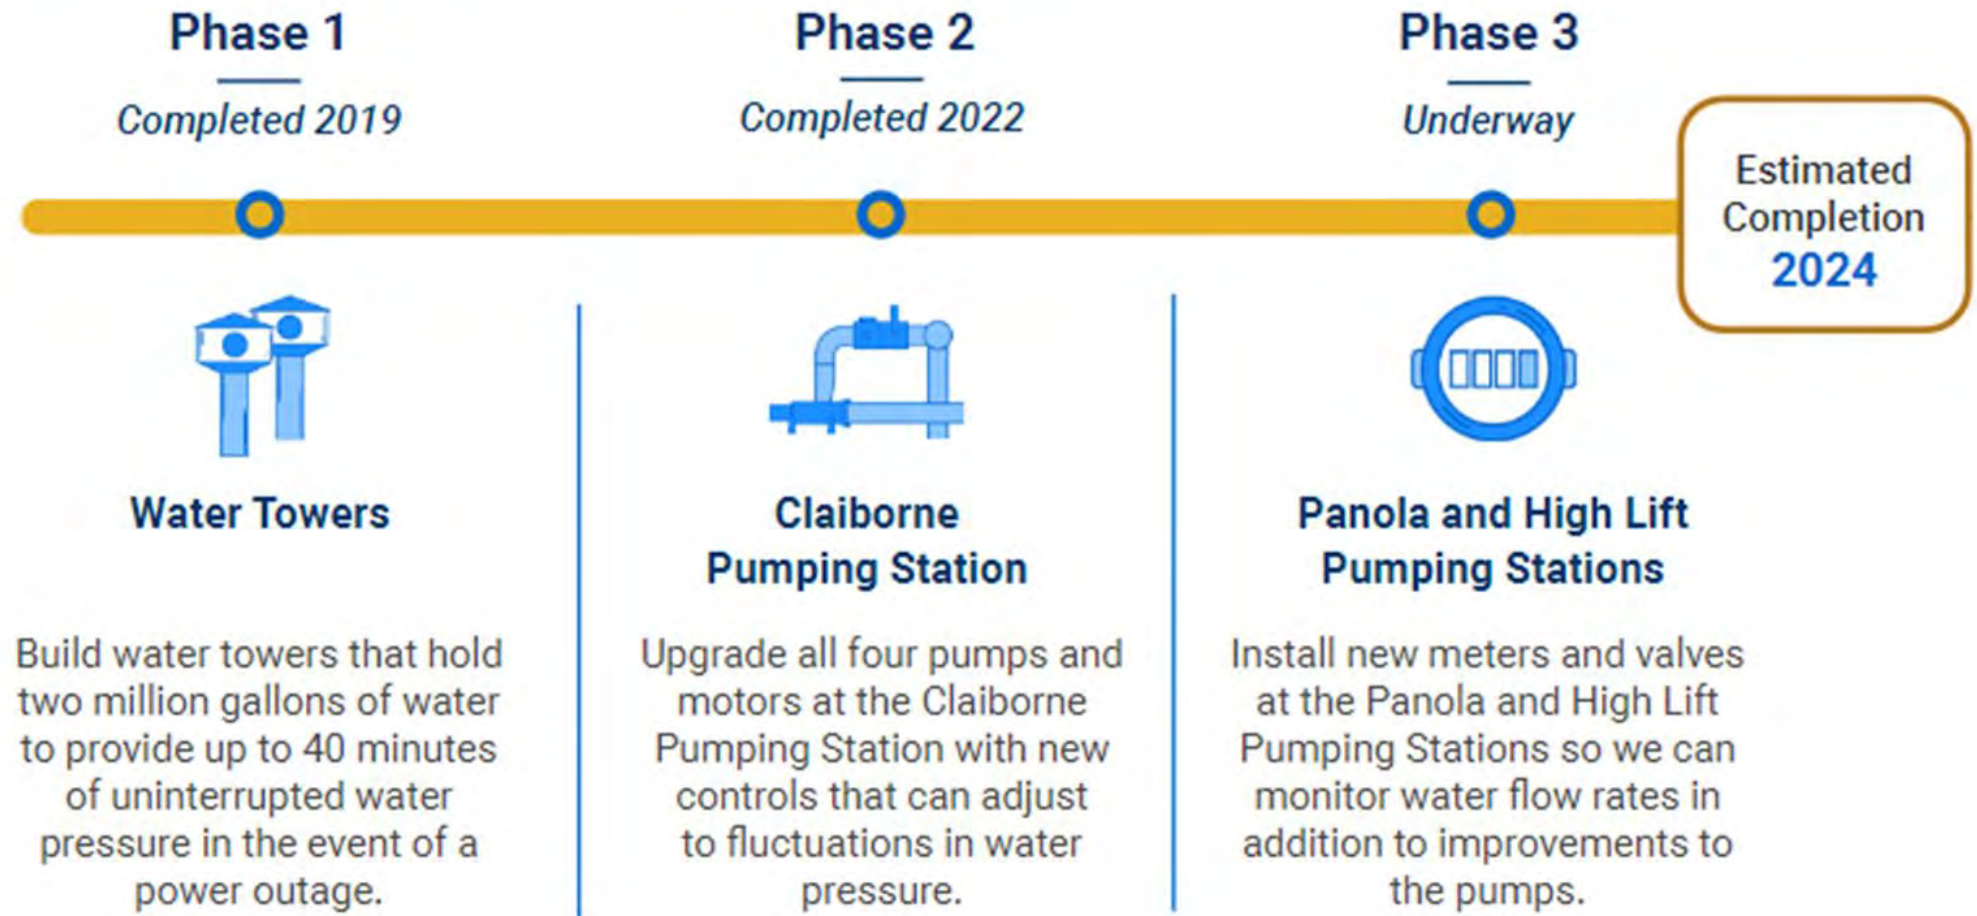 Phase 1
Completed 2019
Phase 2
Completed 2022
Phase 3
Underway
Estimated
Completion
2024
Water Towers
Build water towers that hold
two million gallons of water
to provide up to 40 minutes
of uninterrupted water
pressure in the event of a
power outage.
Claiborne
Pumping Station
Upgrade all four pumps and
motors at the Claiborne
Pumping Station with new
controls that can adjust
to fluctuations in water
pressure.
Panola and High Lift
Pumping Stations
Install new meters and valves
at the Panola and High Lift
Pumping Stations so we can
monitor water flow rates in
addition to improvements to
the pumps.